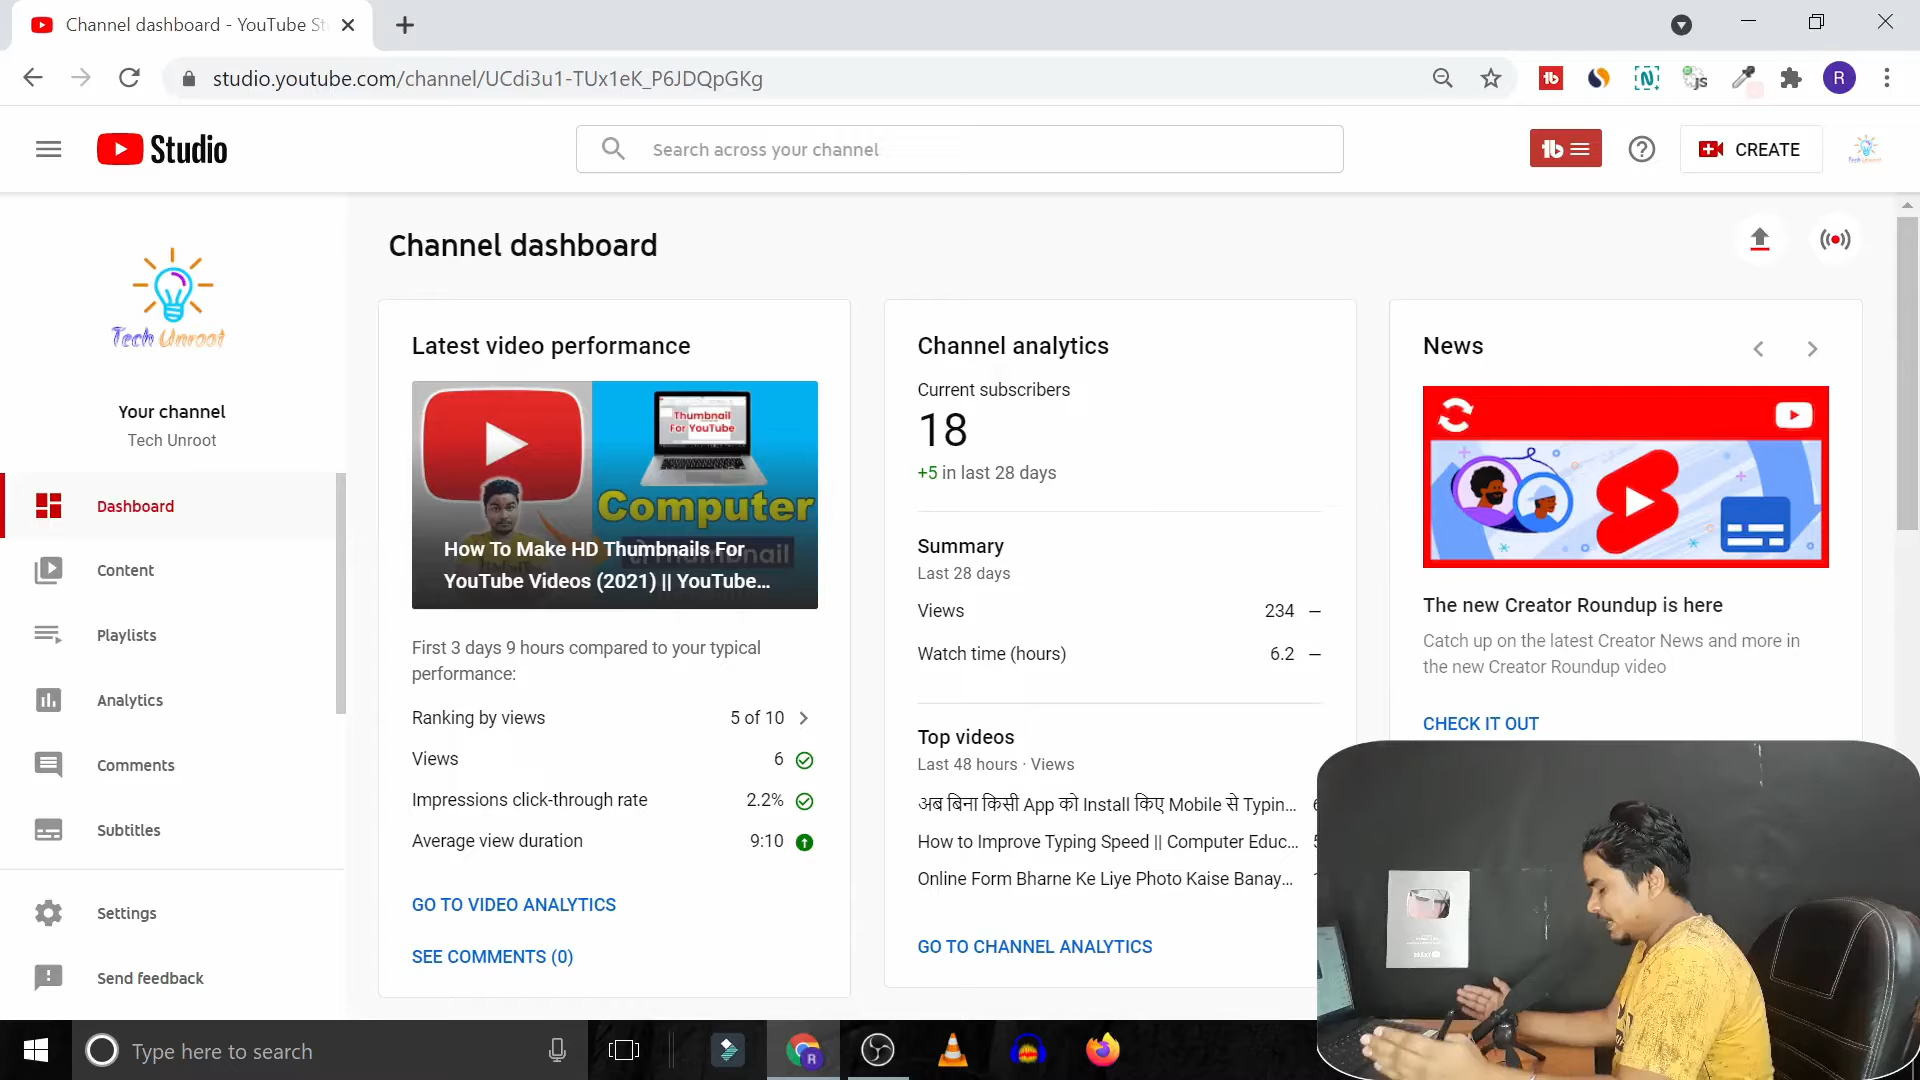 Channel dashboard - YouTube St
studio.youtube.com/channel/UCdi3u1-TUx1eK_P6JDQpGKg
R
Studio
Search across your channel
CREATE
Tech Unroot
Channel dashboard
Your channel
Tech Unroot
Dashboard
Content
Playlists
Analytics
Comments
Subtitles
Settings
Send feedback
Latest video performance
Thumbnail
For YouTube
Computer
How To Make HD Thumbnails For
YouTube Videos (2021) || YouTube...
First 3 days 9 hours compared to your typical
performance:
Ranking by views 5 of 10
Views 6
Impressions click-through rate 2.2%
Average view duration 9:10
GO TO VIDEO ANALYTICS
SEE COMMENTS (0)
Channel analytics
Current subscribers
18
+5 in last 28 days
Summary
Last 28 days
Views 234 —
Watch time (hours) 6.2 —
Top videos
Last 48 hours · Views
अब बिना किसी App को Install किए Mobile से Typin...
How to Improve Typing Speed || Computer Educ...
Online Form Bharne Ke Liye Photo Kaise Banay...
GO TO CHANNEL ANALYTICS
News
The new Creator Roundup is here
Catch up on the latest Creator News and more in
the new Creator Roundup video
CHECK IT OUT
Type here to search